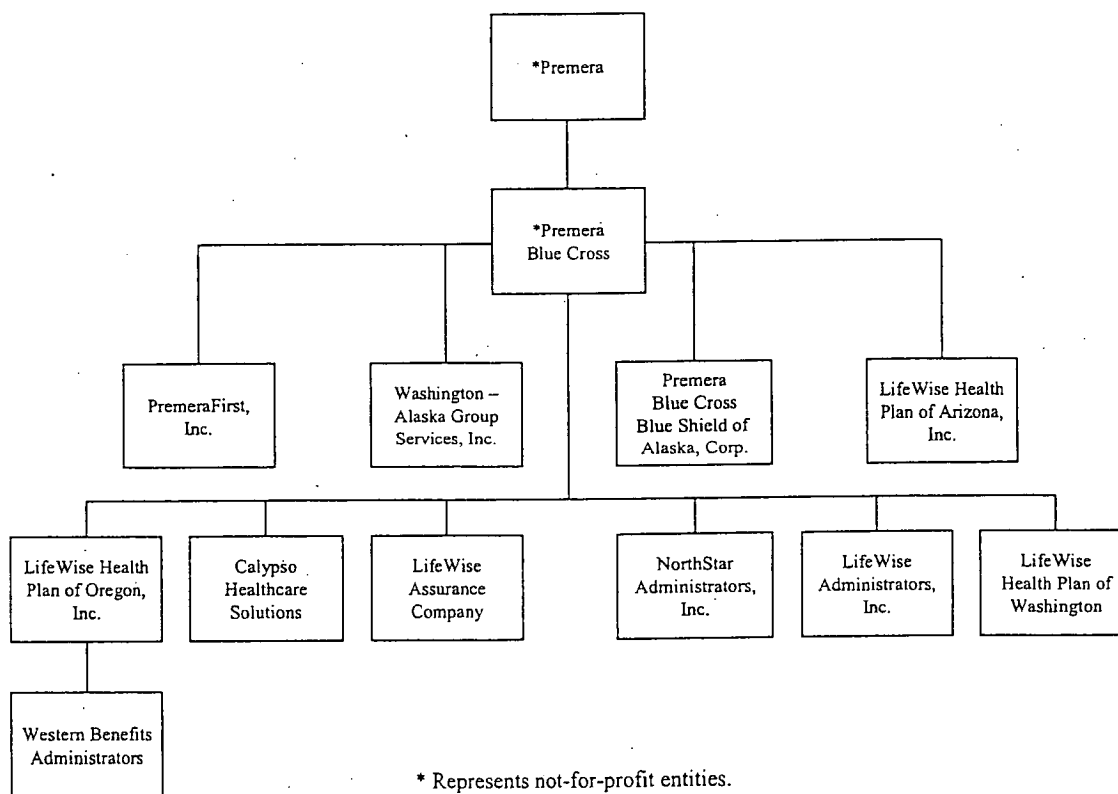 *Premera
*Premera
Blue Cross
PremeraFirst,
Inc.
Washington –
Alaska Group
Services, Inc.
Premera
Blue Cross
Blue Shield of
Alaska, Corp.
LifeWise Health
Plan of Arizona,
Inc.
LifeWise Health
Plan of Oregon,
Inc.
Calypso
Healthcare
Solutions
LifeWise
Assurance
Company
NorthStar
Administrators,
Inc.
LifeWise
Administrators,
Inc.
LifeWise
Health Plan of
Washington
Western Benefits
Administrators
* Represents not-for-profit entities.